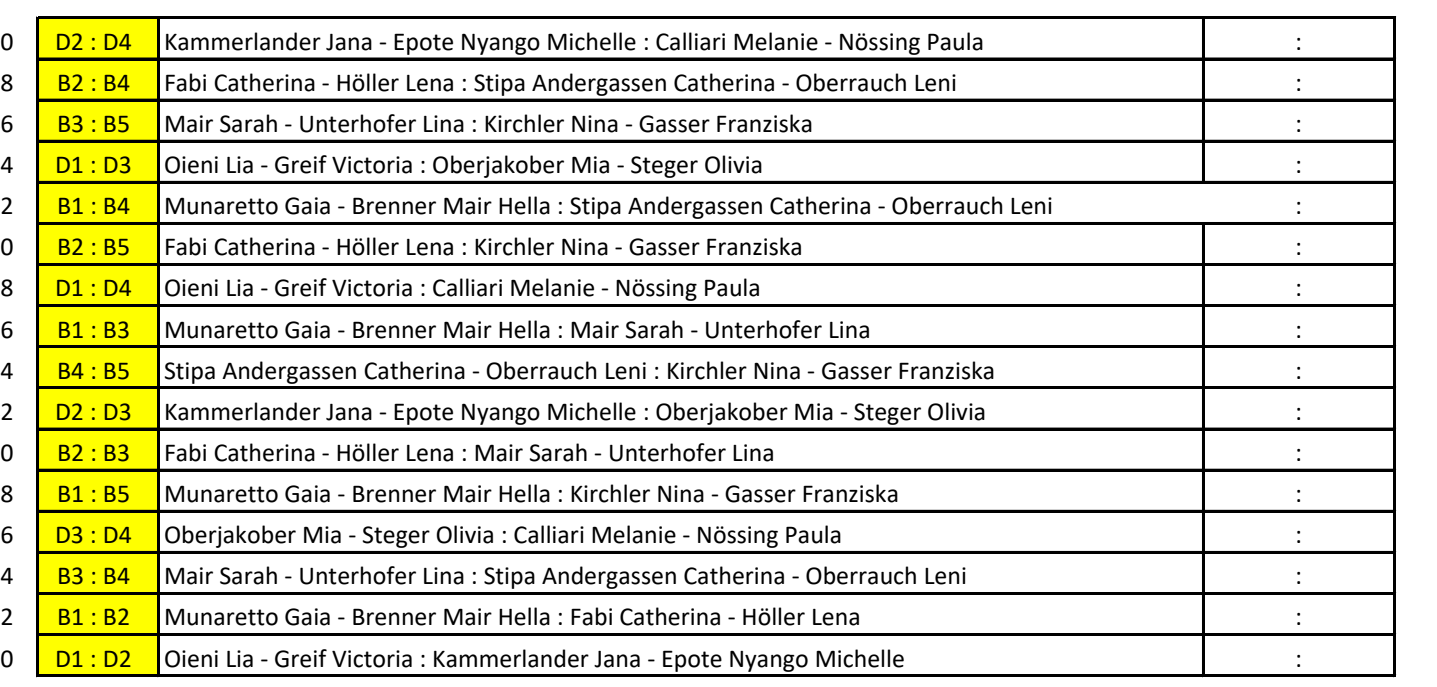 0 D2 : D4 Kammerlander Jana - Epote Nyango Michelle : Calliari Melanie - Nössing Paula :
8 B2 : B4 Fabi Catherina - Höller Lena : Stipa Andergassen Catherina - Oberrauch Leni :
6 B3 : B5 Mair Sarah - Unterhofer Lina : Kirchler Nina - Gasser Franziska :
4 D1 : D3 Oieni Lia - Greif Victoria : Oberjakober Mia - Steger Olivia :
2 B1 : B4 Munaretto Gaia - Brenner Mair Hella : Stipa Andergassen Catherina - Oberrauch Leni :
0 B2 : B5 Fabi Catherina - Höller Lena : Kirchler Nina - Gasser Franziska :
8 D1 : D4 Oieni Lia - Greif Victoria : Calliari Melanie - Nössing Paula :
6 B1 : B3 Munaretto Gaia - Brenner Mair Hella : Mair Sarah - Unterhofer Lina :
4 B4 : B5 Stipa Andergassen Catherina - Oberrauch Leni : Kirchler Nina - Gasser Franziska :
2 D2 : D3 Kammerlander Jana - Epote Nyango Michelle : Oberjakober Mia - Steger Olivia :
0 B2 : B3 Fabi Catherina - Höller Lena : Mair Sarah - Unterhofer Lina :
8 B1 : B5 Munaretto Gaia - Brenner Mair Hella : Kirchler Nina - Gasser Franziska :
6 D3 : D4 Oberjakober Mia - Steger Olivia : Calliari Melanie - Nössing Paula :
4 B3 : B4 Mair Sarah - Unterhofer Lina : Stipa Andergassen Catherina - Oberrauch Leni :
2 B1 : B2 Munaretto Gaia - Brenner Mair Hella : Fabi Catherina - Höller Lena :
0 D1 : D2 Oieni Lia - Greif Victoria : Kammerlander Jana - Epote Nyango Michelle :